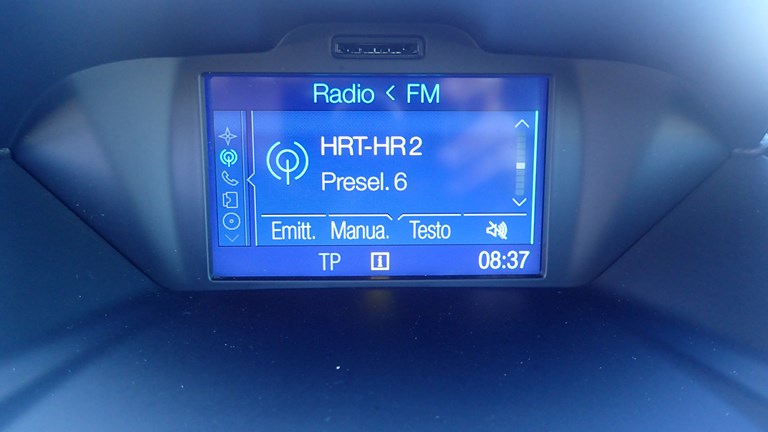 Radio < FM
HRT-HR 2
Presel. 6
Emitt. Manua. Testo
TP i 08:37